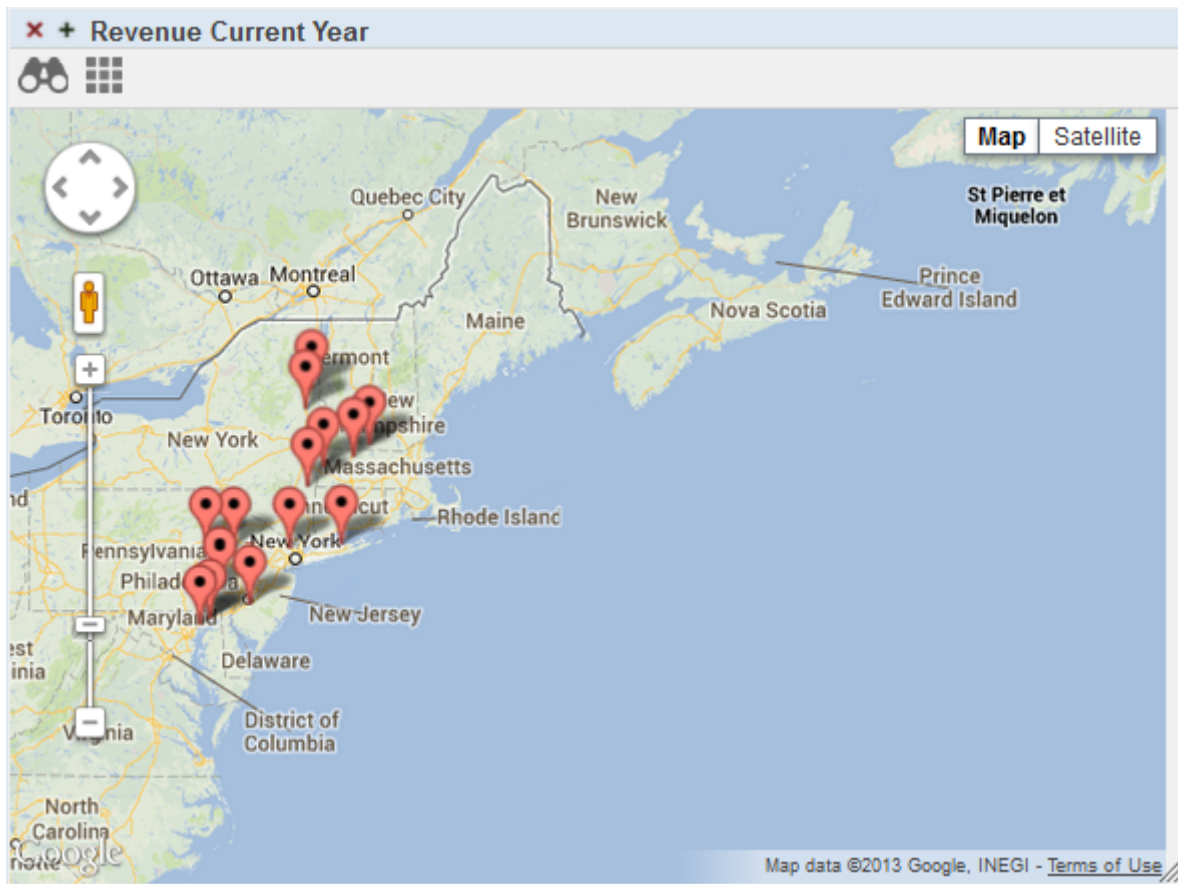 Revenue Current Year
Map Satellite
Quebec City
New
Brunswick
St Pierre et
Miquelon
Ottawa Montreal
Prince
Edward Island
Nova Scotia
Maine
Toronto
New York
Massachusetts
Rhode Island
Pennsylvania
New York
Maryland
New Jersey
Delaware
District of
Columbia
North
Carolina
Google
Map data ©2013 Google, INEGI - Terms of Use